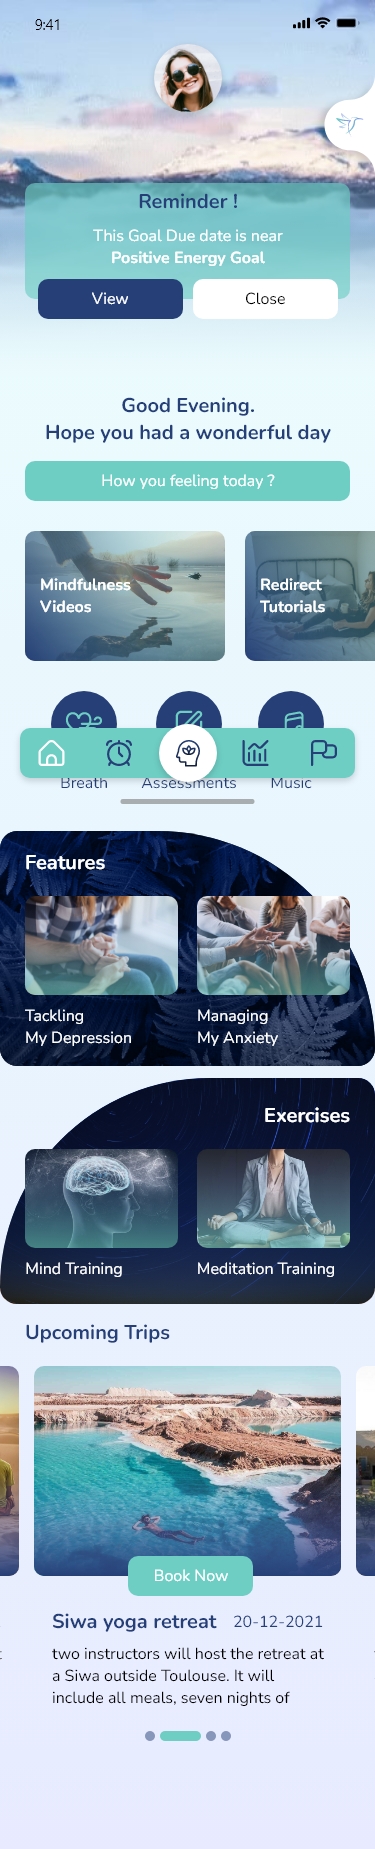 9:41
Reminder !
This Goal Due date is near
Positive Energy Goal
View
Close
Good Evening.
Hope you had a wonderful day
How you feeling today ?
Mindfulness
Videos
Redirect
Tutorials
Breath
Assessments
Music
Features
Tackling
My Depression
Managing
My Anxiety
Exercises
Mind Training
Meditation Training
Upcoming Trips
Book Now
Siwa yoga retreat
20-12-2021
two instructors will host the retreat at
a Siwa outside Toulouse. It will
include all meals, seven nights of